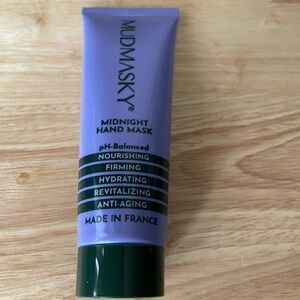 MUDMASKY®
MIDNIGHT
HAND MASK
pH-Balanced
NOURISHING
FIRMING
HYDRATING
REVITALIZING
ANTI-AGING
MADE IN FRANCE